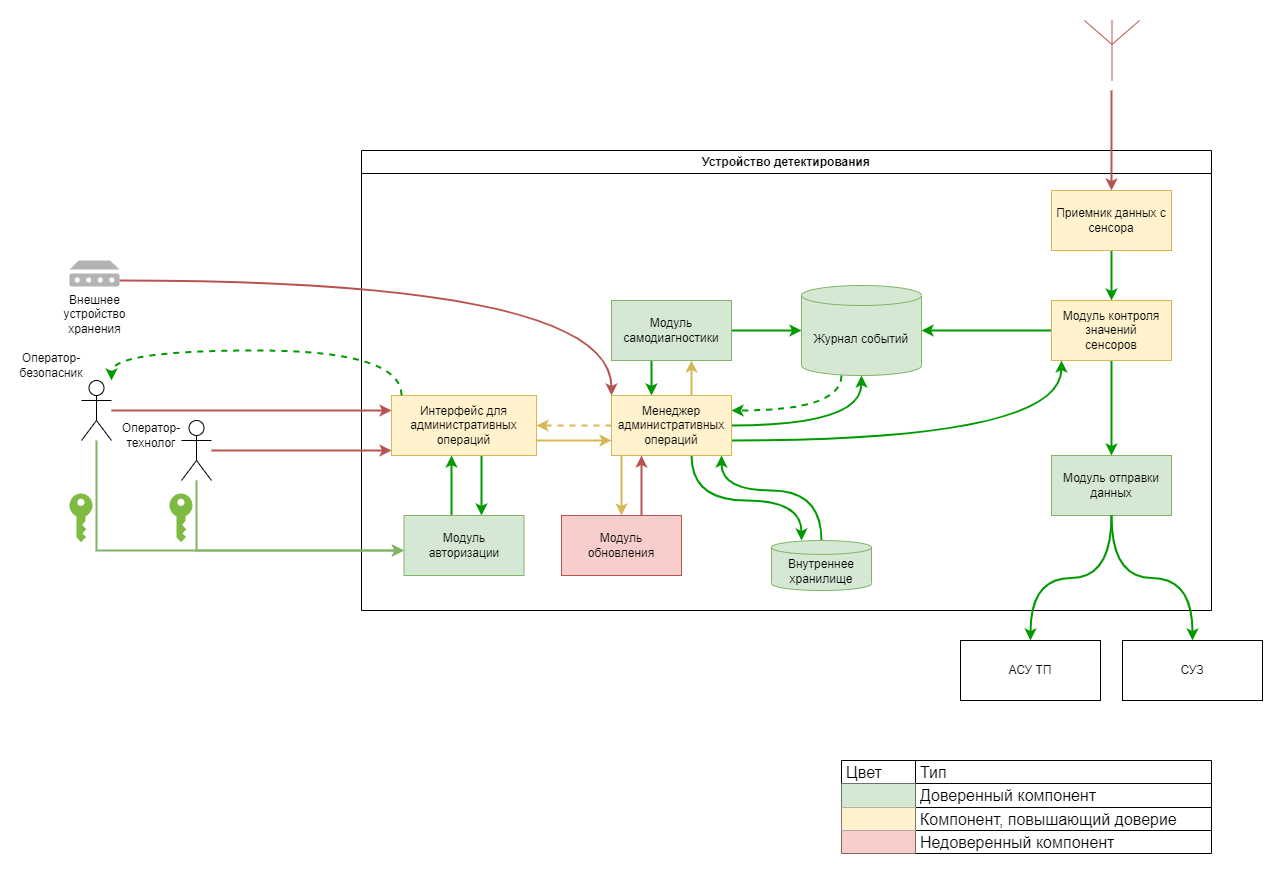 Устройство детектирования
Приемник данных с
сенсора
Внешнее
устройство
хранения
Модуль
самодиагностики
Журнал событий
Модуль контроля
значений
сенсоров
Оператор-
безопасник
Оператор-
технолог
Интерфейс для
административных
операций
Менеджер
административных
операций
Модуль отправки
данных
Модуль
авторизации
Модуль
обновления
Внутреннее
хранилище
АСУ ТП
СУЗ
Цвет Тип
Доверенный компонент
Компонент, повышающий доверие
Недоверенный компонент